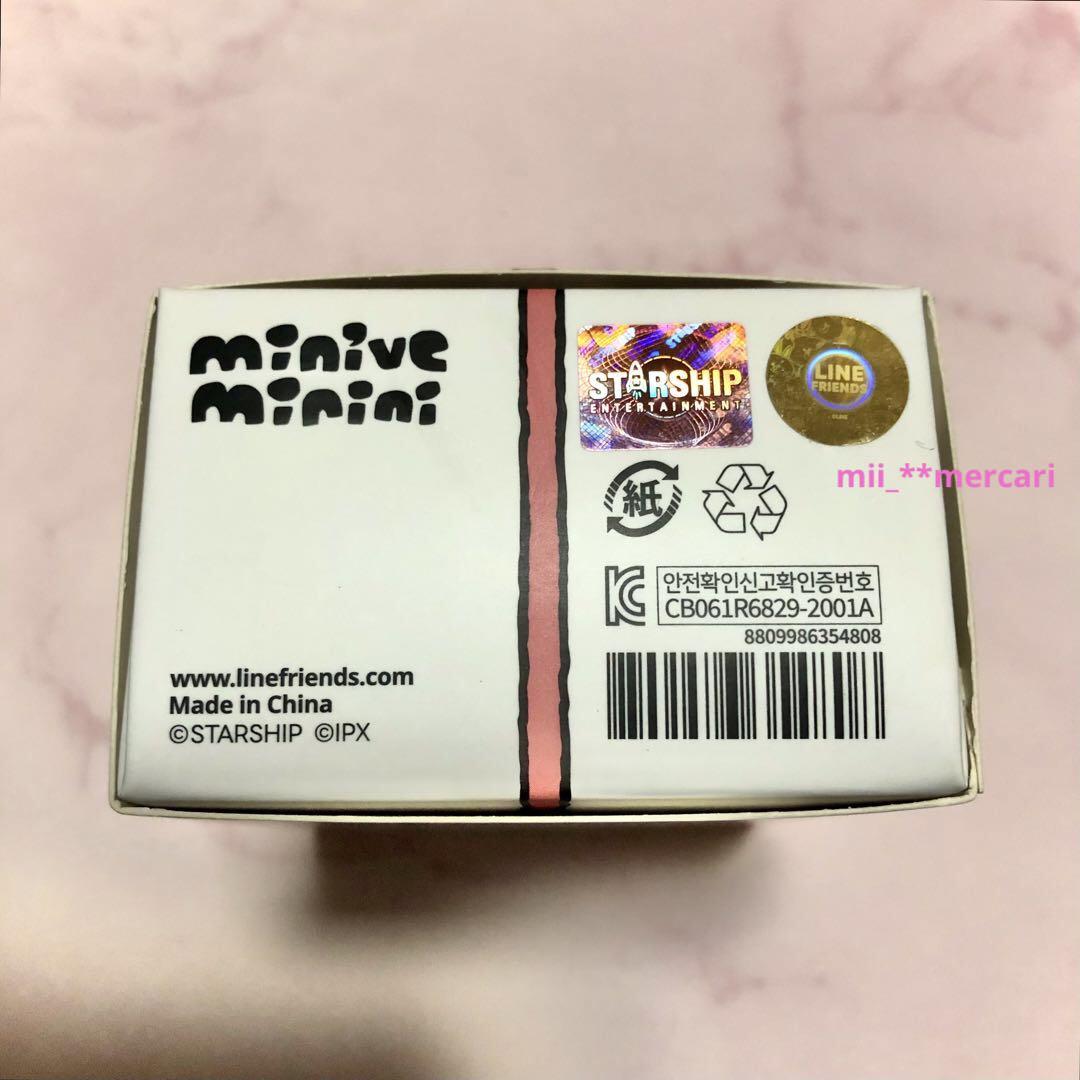 minive
minini
STARSHIP
ENTERTAINMENT
LINE
FRIENDS
mii_**mercari
紙
KC
안전확인신고확인증번호
CB061R6829-2001A
8809986354808
www.linefriends.com
Made in China
©STARSHIP ©IPX